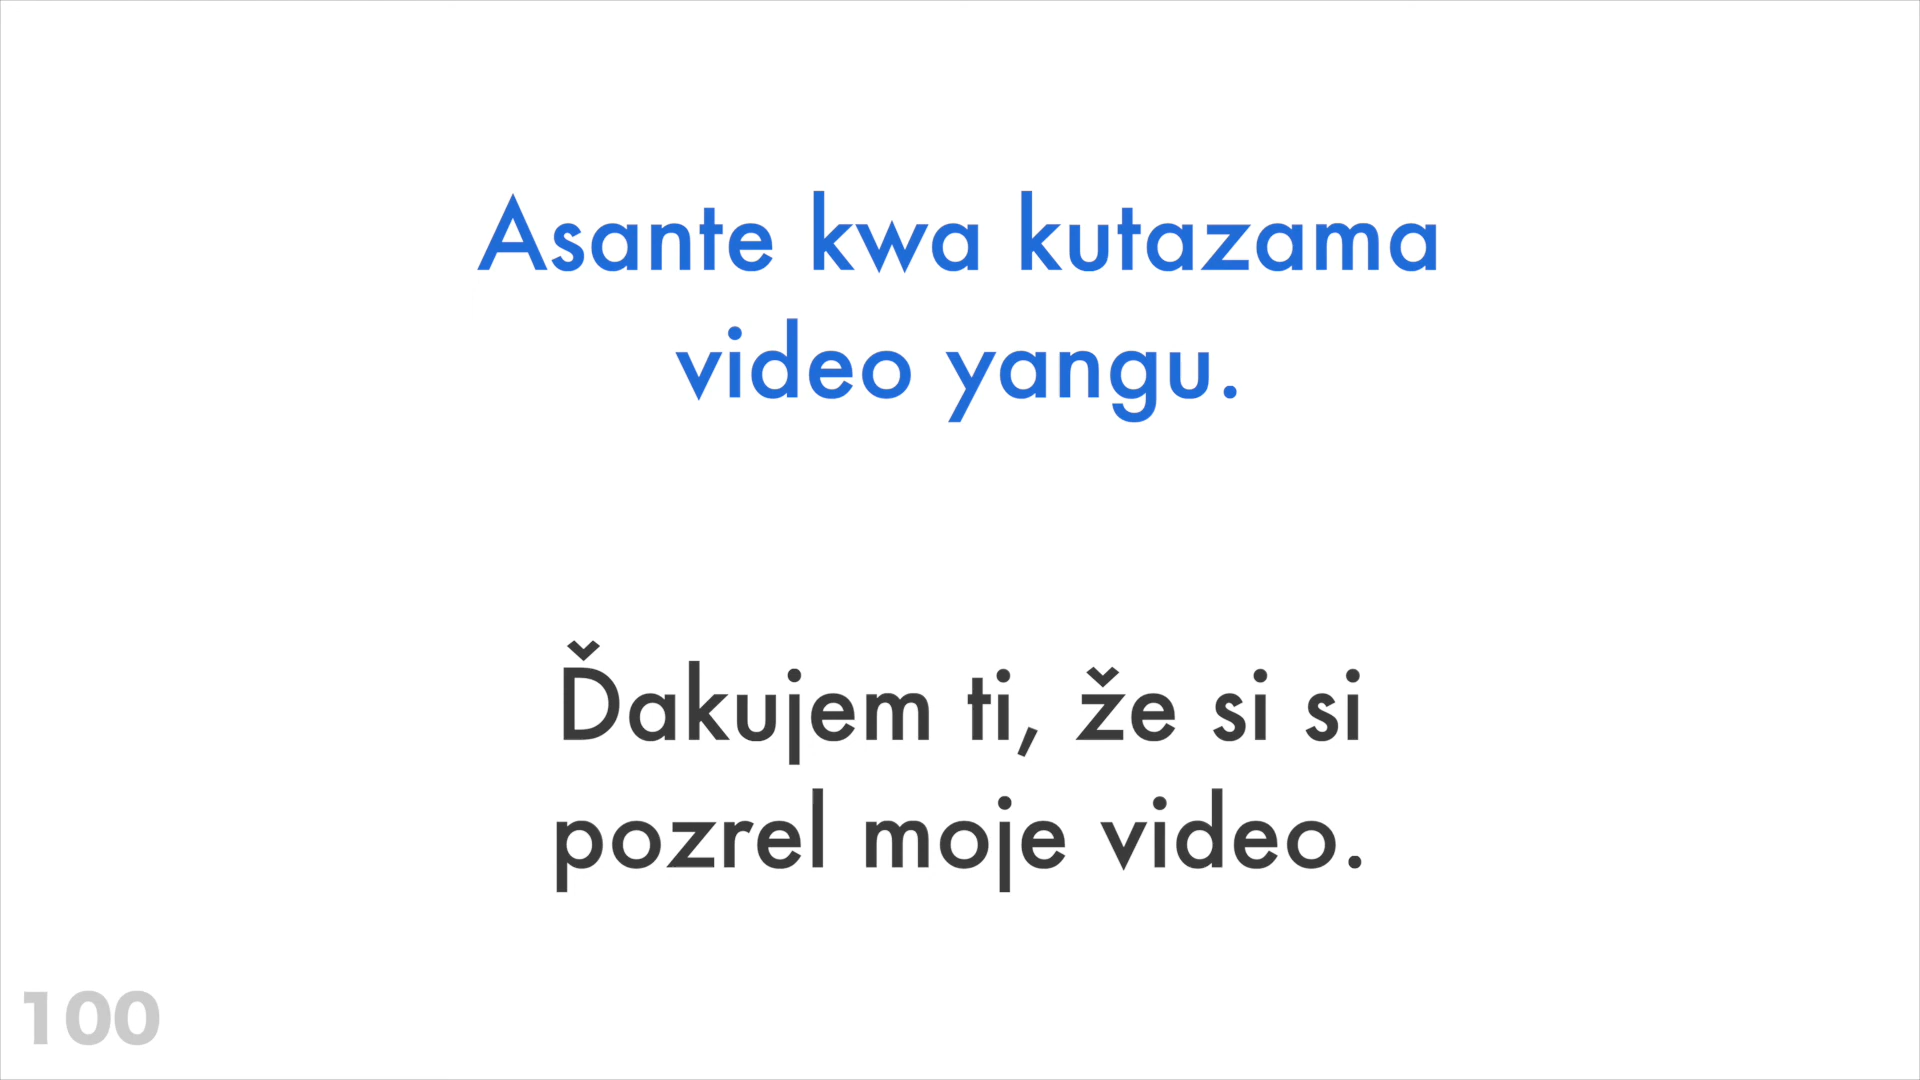 Asante kwa kutazama
video yangu.
Ďakujem ti, že si si
pozrel moje video.
100